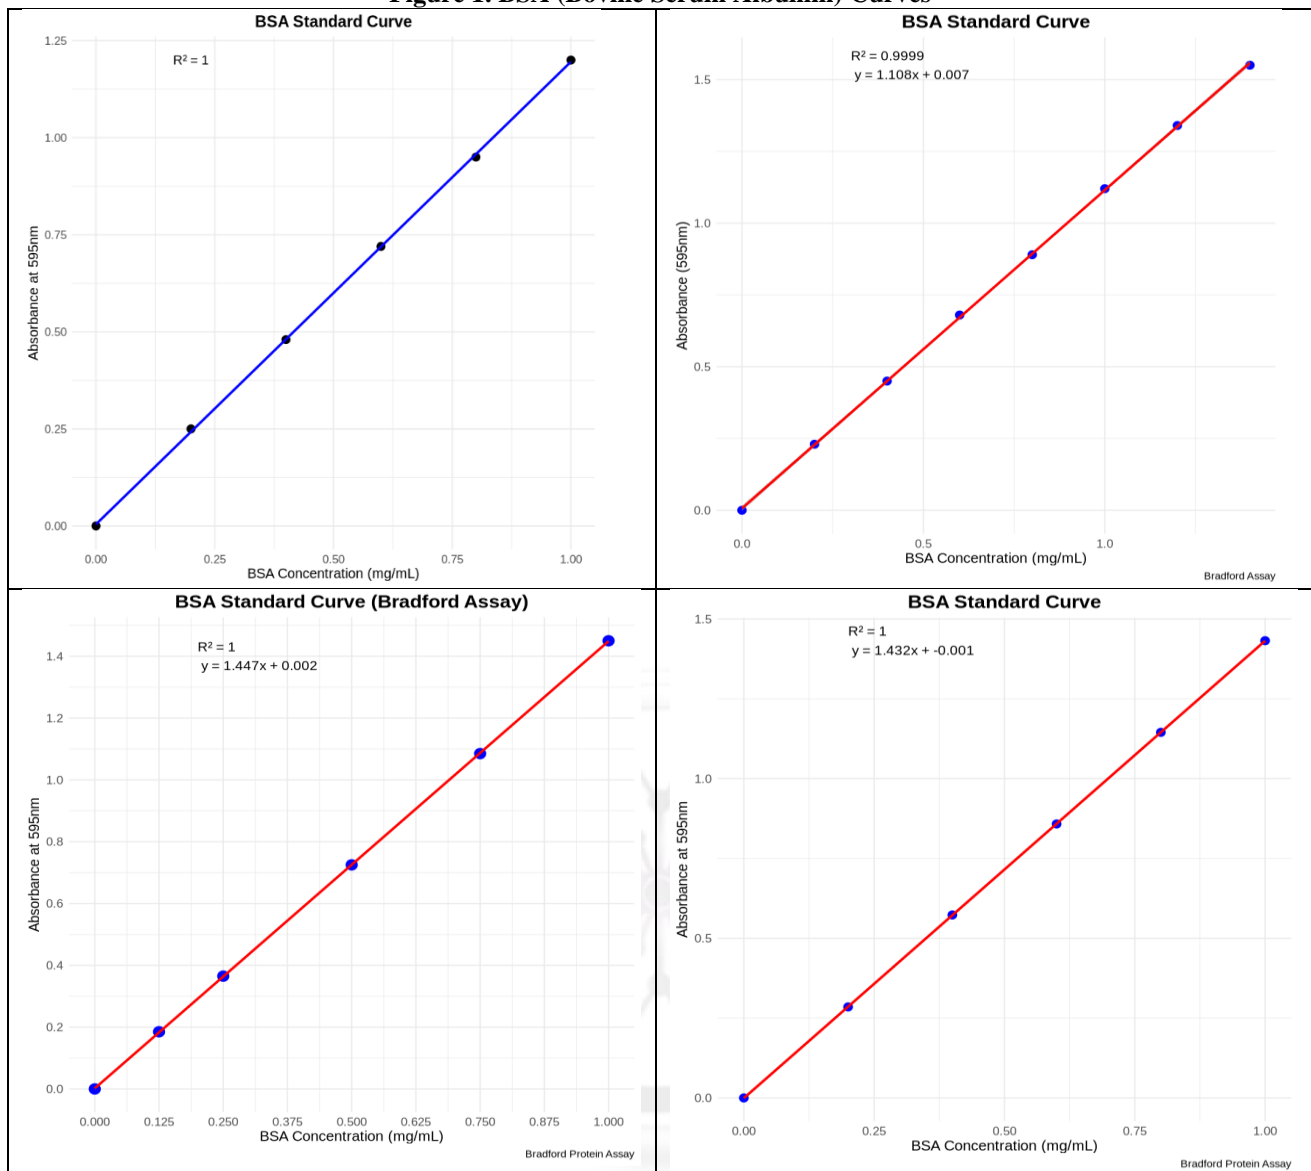 Figure 1: BSA (Bovine Serum Albumin) Curves
BSA Standard Curve
R² = 1
1.25
1.00
0.75
0.50
0.25
0.00
Absorbance at 595nm
0.00 0.25 0.50 0.75 1.00
BSA Concentration (mg/mL)
BSA Standard Curve
R² = 0.9999
y = 1.108x + 0.007
1.5
1.0
0.5
0.0
Absorbance (595nm)
0.0 0.5 1.0
BSA Concentration (mg/mL)
Bradford Assay
BSA Standard Curve (Bradford Assay)
R² = 1
y = 1.447x + 0.002
1.4
1.2
1.0
0.8
0.6
0.4
0.2
0.0
Absorbance at 595nm
0.000 0.125 0.250 0.375 0.500 0.625 0.750 0.875 1.000
BSA Concentration (mg/mL)
Bradford Protein Assay
BSA Standard Curve
R² = 1
y = 1.432x + -0.001
1.5
1.0
0.5
0.0
Absorbance at 595nm
0.00 0.25 0.50 0.75 1.00
BSA Concentration (mg/mL)
Bradford Protein Assay